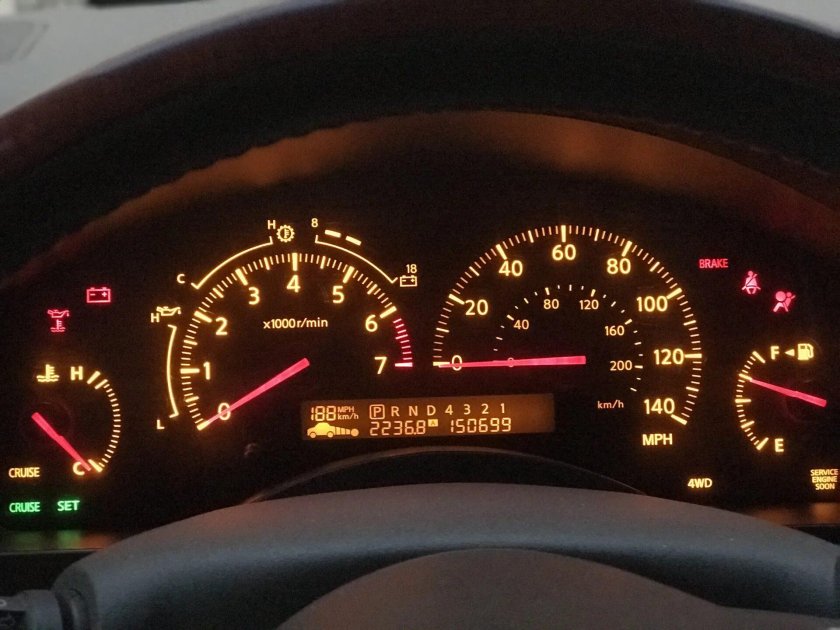 H
8
C
18
H
L
x1000r/min
0
1
2
3
4
5
6
7
0
20
40
60
80
100
120
140
MPH
0
40
80
120
160
200
km/h
BRAKE
H
C
F
E
188 MPH
km/h
P R N D 4 3 2 1
2236.8 A 150699
CRUISE
CRUISE SET
4WD
SERVICE
ENGINE
SOON